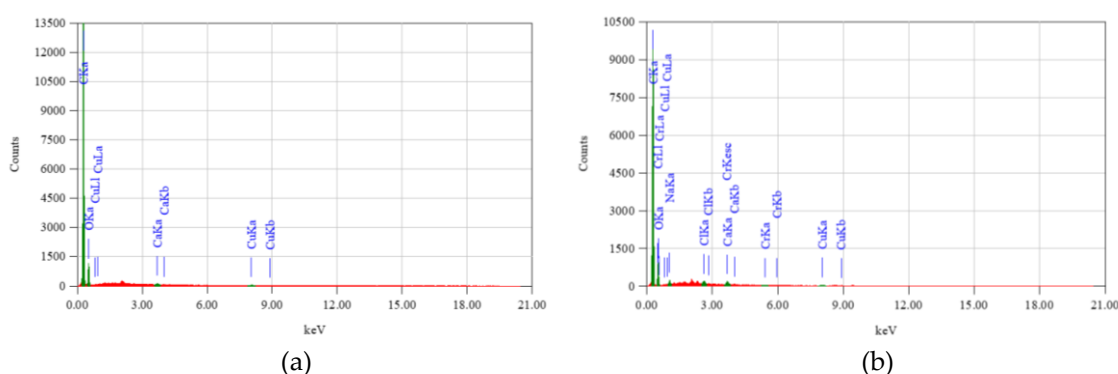 13500
12000
10500
9000
7500
6000
4500
3000
1500
0
Counts
0.00 3.00 6.00 9.00 12.00 15.00 18.00 21.00
keV
CKa
OKa
CuLl CuLa
CaKa
CaKb
CuKa
CuKb
(a)
10500
9000
7500
6000
4500
3000
1500
0
Counts
0.00 3.00 6.00 9.00 12.00 15.00 18.00 21.00
keV
CKa
OKa
CrLl CrLa
CuLl CuLa
NaKa
ClKa
ClKb
CaKa
CrKesc
CaKb
CrKa
CrKb
CuKa
CuKb
(b)